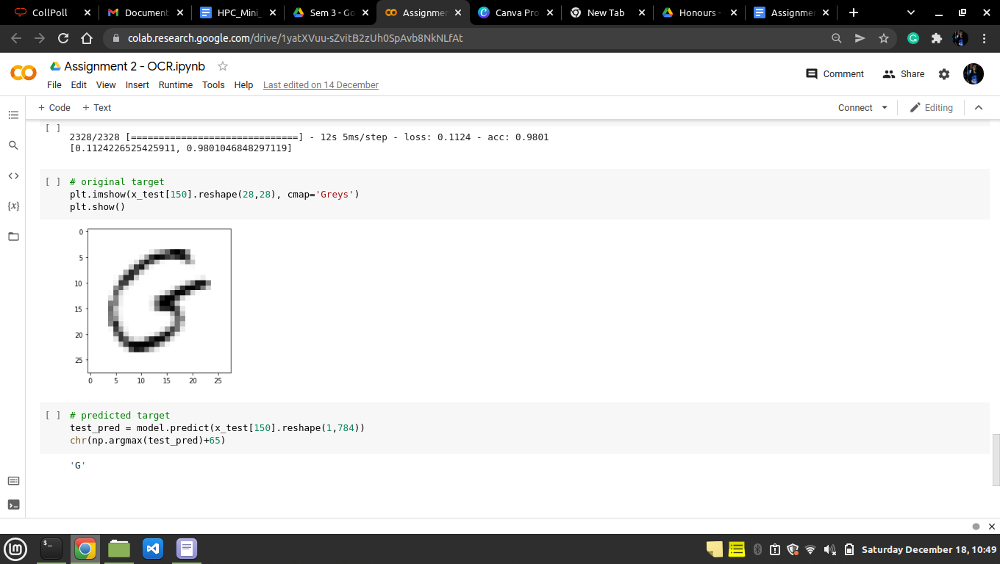 CollPoll
Document
HPC_Mini_
Sem 3 - Go
Assignmen
Canva Pro
New Tab
Honours -
Assignmen
colab.research.google.com/drive/1yatXVuu-sZvitB2zUh0SpAvb8NkNLfAt
Assignment 2 - OCR.ipynb
Comment
Share
File Edit View Insert Runtime Tools Help Last edited on 14 December
+ Code + Text
Connect
Editing
[ ]
2328/2328 [==============================] - 12s 5ms/step - loss: 0.1124 - acc: 0.9801
[0.1124226525425911, 0.9801046848297119]
[ ] # original target
plt.imshow(x_test[150].reshape(28,28), cmap='Greys')
plt.show()
0
5
10
15
20
25
G
0 5 10 15 20 25
[ ] # predicted target
test_pred = model.predict(x_test[150].reshape(1,784))
chr(np.argmax(test_pred)+65)
'G'
Saturday December 18, 10:49